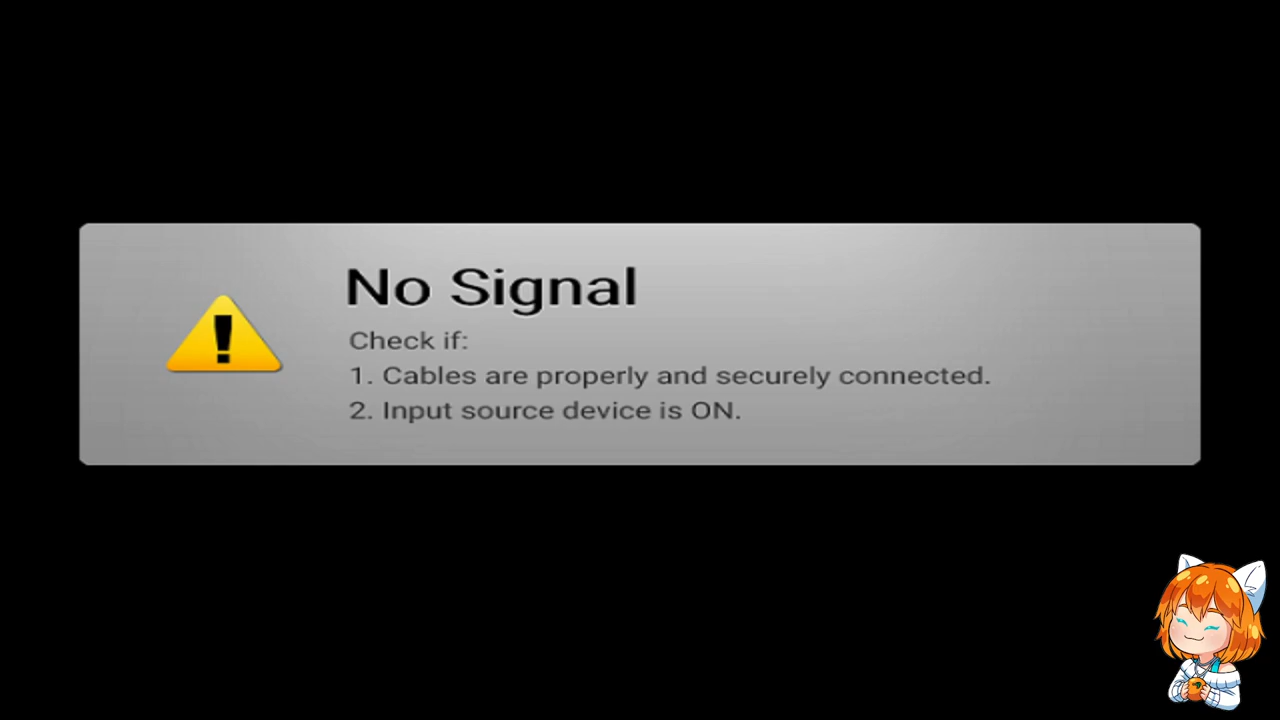 No Signal
Check if:
1. Cables are properly and securely connected.
2. Input source device is ON.